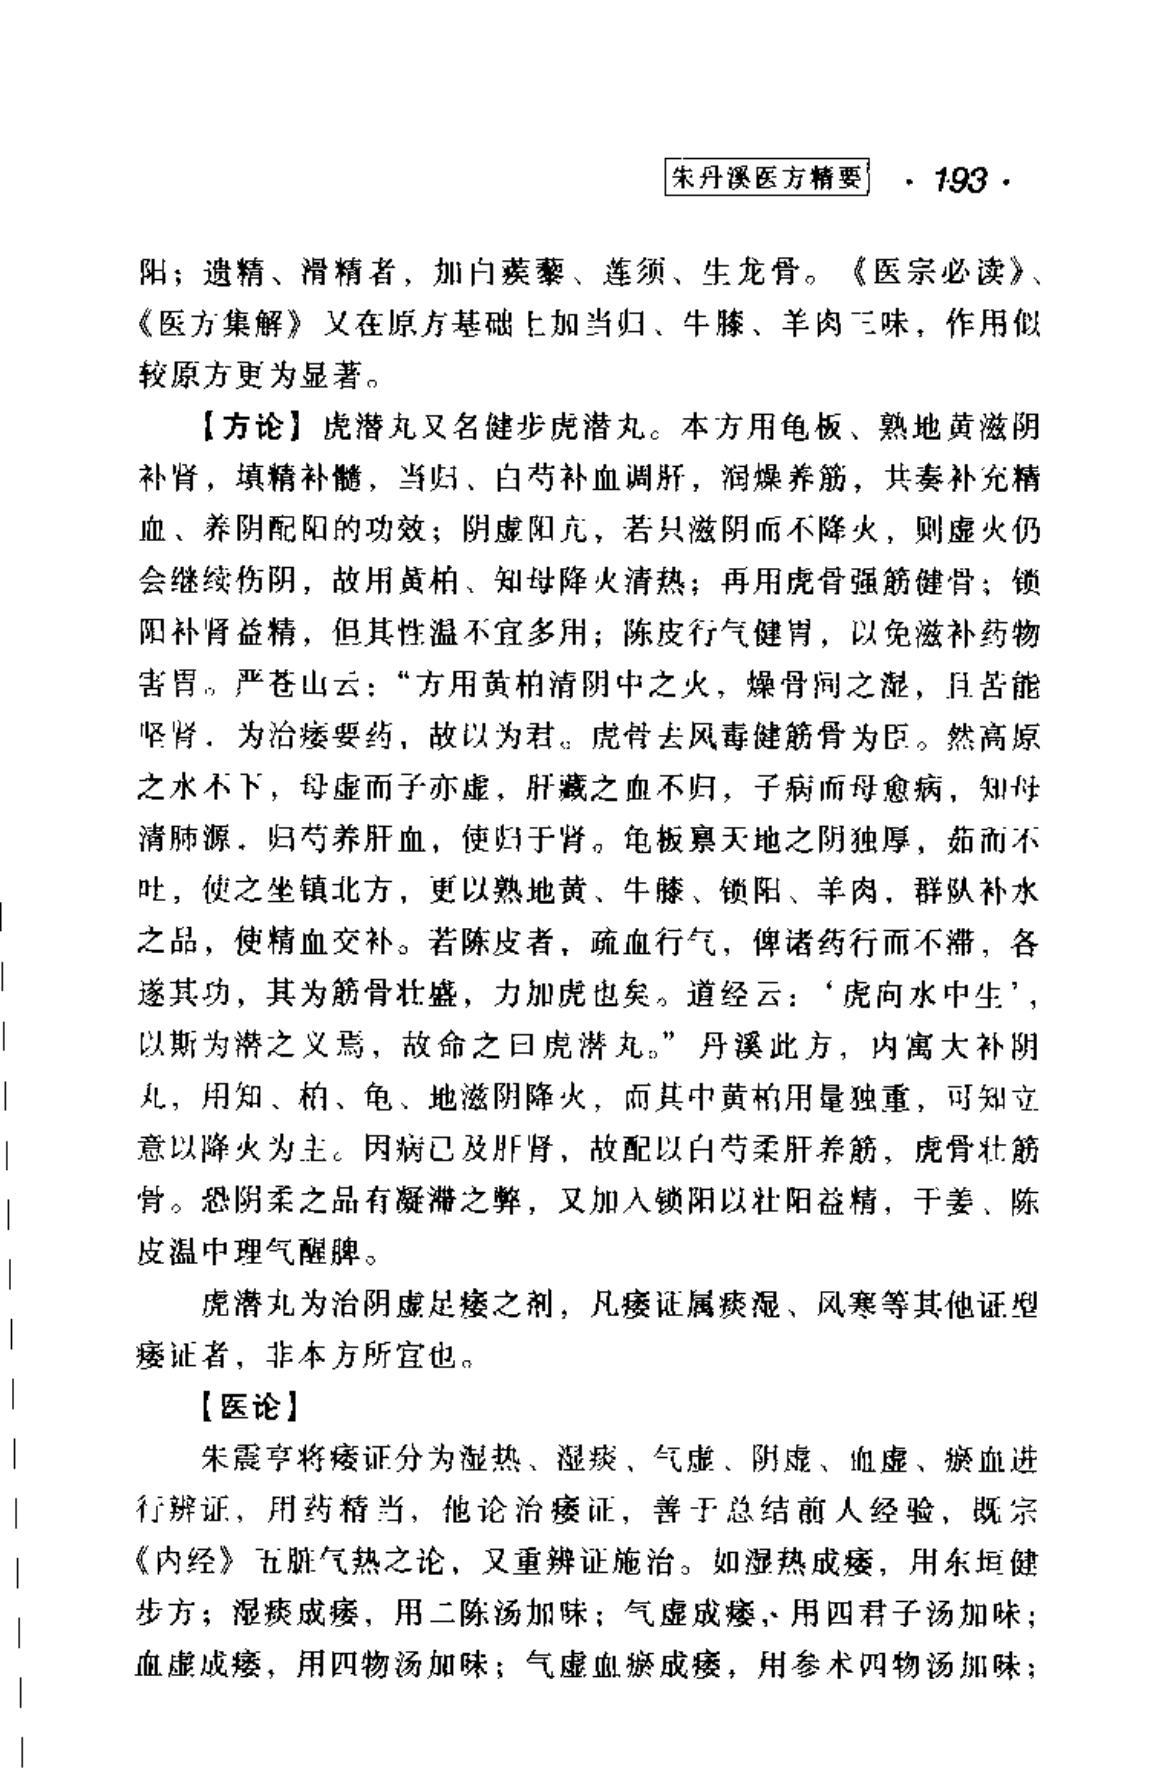 朱丹溪医方精要 · 193 ·
阳；遗精、滑精者，加白蒺藜、莲须、生龙骨。《医宗必读》、
《医方集解》又在原方基础上加当归、牛膝、羊肉三味，作用似
较原方更为显著。
【方论】虎潜丸又名健步虎潜丸。本方用龟板、熟地黄滋阴
补肾，填精补髓，当归、白芍补血调肝，润燥养筋，共奏补充精
血、养阴配阳的功效；阴虚阳亢，若只滋阴而不降火，则虚火仍
会继续伤阴，故用黄柏、知母降火清热；再用虎骨强筋健骨；锁
阳补肾益精，但其性温不宜多用；陈皮行气健胃，以免滋补药物
害胃。严苍山云：“方用黄柏清阴中之火，燥骨间之湿，且苦能
坚肾，为治痿要药，故以为君。虎骨去风毒健筋骨为臣。然高原
之水不下，母虚而子亦虚，肝藏之血不归，子病而母愈病，知母
清肺源，归芍养肝血，使归于肾。龟板禀天地之阴独厚，茹而不
吐，使之坐镇北方，更以熟地黄、牛膝、锁阳、羊肉，群队补水
之品，使精血交补。若陈皮者，疏血行气，俾诸药行而不滞，各
遂其功，其为筋骨壮盛，力加虎也矣。道经云：‘虎向水中生’，
以斯为潜之义焉，故命之曰虎潜丸。”丹溪此方，内寓大补阴
丸，用知、柏、龟、地滋阴降火，而其中黄柏用量独重，可知立
意以降火为主。因病已及肝肾，故配以白芍柔肝养筋，虎骨壮筋
骨。恐阴柔之品有凝滞之弊，又加入锁阳以壮阳益精，干姜、陈
皮温中理气醒脾。
虎潜丸为治阴虚足痿之剂，凡痿证属痰湿、风寒等其他证型
痿证者，非本方所宜也。
【医论】
朱震亨将痿证分为湿热、湿痰、气虚、阴虚、血虚、瘀血进
行辨证，用药精当，他论治痿证，善于总结前人经验，既宗
《内经》五脏气热之论，又重辨证施治。如湿热成痿，用东垣健
步方；湿痰成痿，用二陈汤加味；气虚成痿，用四君子汤加味；
血虚成痿，用四物汤加味；气虚血瘀成痿，用参术四物汤加味；